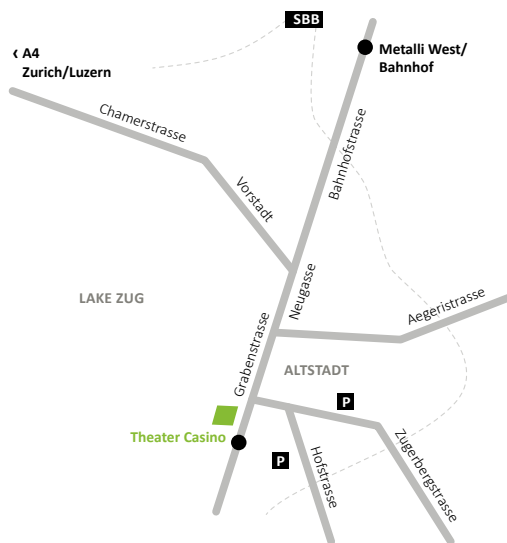 SBB
‹ A4
Zurich/Luzern
Metalli West/
Bahnhof
Chamerstrasse
Bahnhofstrasse
Vorstadt
LAKE ZUG
Neugasse
Aegeristrasse
Grabenstrasse
ALTSTADT
P
Theater Casino
P
Hofstrasse
Zugerbergstrasse